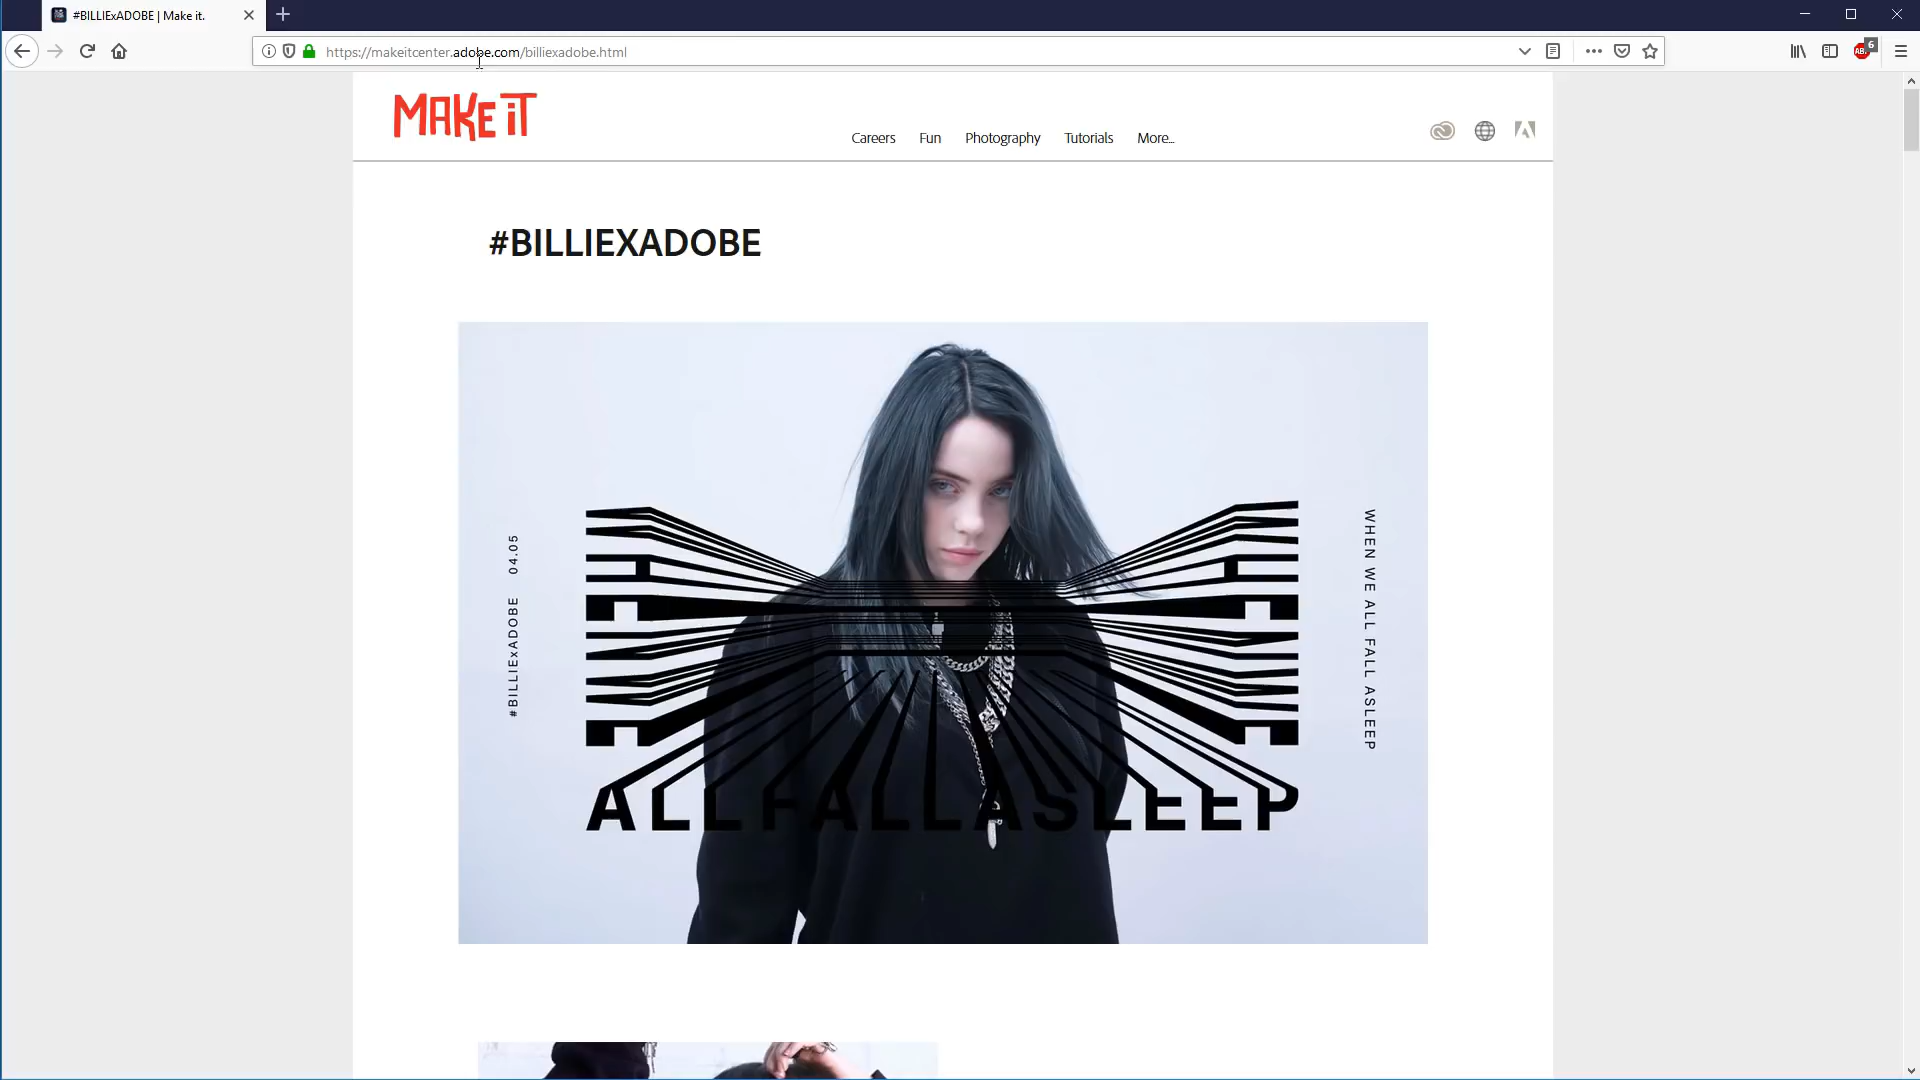 #BILLIExADOBE | Make it.
https://makeitcenter.adobe.com/billiexadobe.html
6
MAKE iT
Careers Fun Photography Tutorials More...
#BILLIEXADOBE
#BILLIExADOBE 04.05
WHEN WE ALL FALL ASLEEP
ALLFALLASLEEP